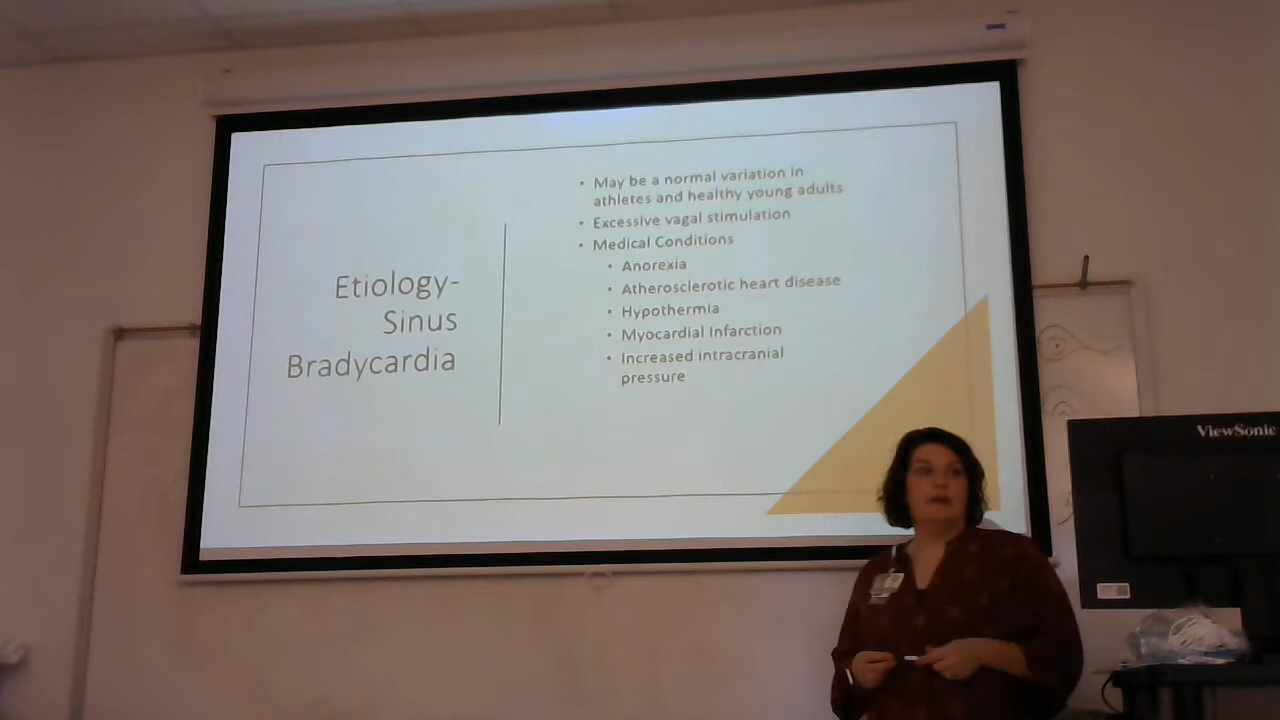 Etiology-
Sinus
Bradycardia
• May be a normal variation in
athletes and healthy young adults
• Excessive vagal stimulation
• Medical Conditions
• Anorexia
• Atherosclerotic heart disease
• Hypothermia
• Myocardial Infarction
• Increased intracranial
pressure
ViewSonic